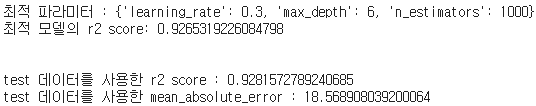 최적 파라미터 : {'learning_rate': 0.3, 'max_depth': 6, 'n_estimators': 1000}
최적 모델의 r2 score: 0.9265319226084798
test 데이터를 사용한 r2 score : 0.9281572789240685
test 데이터를 사용한 mean_absolute_error : 18.568908039200064